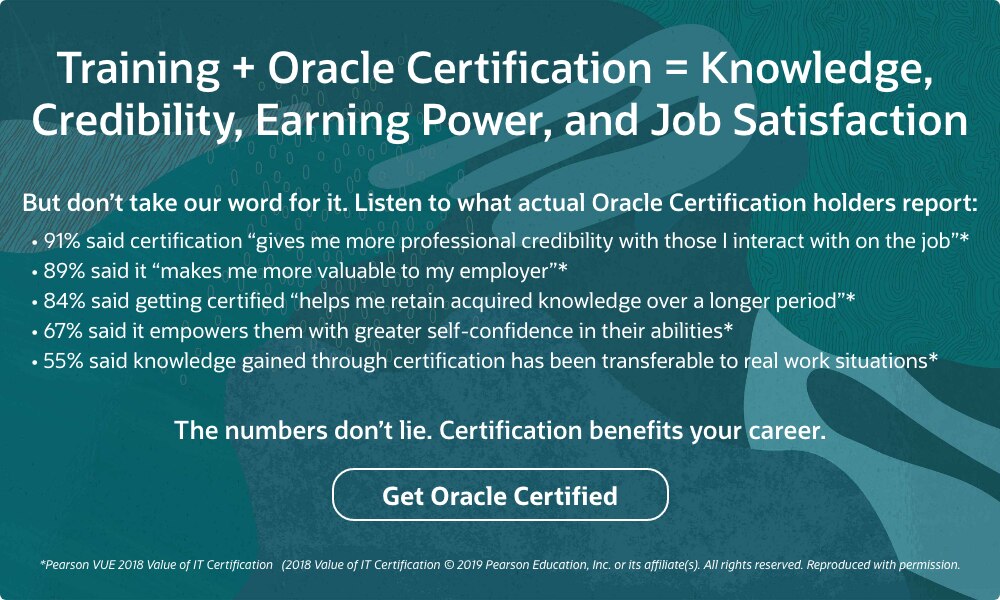 Training + Oracle Certification = Knowledge,
Credibility, Earning Power, and Job Satisfaction
But don’t take our word for it. Listen to what actual Oracle Certification holders report:
• 91% said certification “gives me more professional credibility with those I interact with on the job”*
• 89% said it “makes me more valuable to my employer”*
• 84% said getting certified “helps me retain acquired knowledge over a longer period”*
• 67% said it empowers them with greater self-confidence in their abilities*
• 55% said knowledge gained through certification has been transferable to real work situations*
The numbers don’t lie. Certification benefits your career.
Get Oracle Certified
*Pearson VUE 2018 Value of IT Certification (2018 Value of IT Certification © 2019 Pearson Education, Inc. or its affiliate(s). All rights reserved. Reproduced with permission.